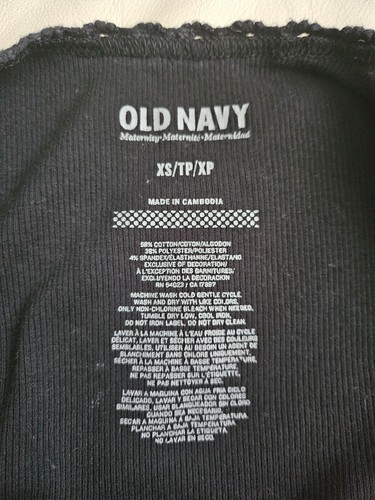 OLD NAVY
Maternity•Maternité•Maternidad
XS/TP/XP
MADE IN CAMBODIA
58% COTTON/COTON/ALGODON
38% POLYESTER/POLIESTER
4% SPANDEX/ELASTHANNE/ELASTANO
EXCLUSIVE OF DECORATION/
À L'EXCEPTION DES GARNITURES/
EXCLUYENDO LA DECORACION
RN 54023 / CA 17897
MACHINE WASH COLD GENTLE CYCLE,
WASH AND DRY WITH LIKE COLORS,
ONLY NON-CHLORINE BLEACH WHEN NEEDED,
TUMBLE DRY LOW, COOL IRON,
DO NOT IRON LABEL, DO NOT DRY CLEAN.
LAVER À LA MACHINE À L'EAU FROIDE AU CYCLE
DÉLICAT, LAVER ET SÉCHER AVEC DES COULEURS
SEMBLABLES, UTILISER AU BESOIN UN AGENT DE
BLANCHIMENT SANS CHLORE UNIQUEMENT,
SÉCHER À LA MACHINE À BASSE TEMPÉRATURE,
REPASSER À BASSE TEMPÉRATURE,
NE PAS REPASSER SUR L'ÉTIQUETTE,
NE PAS NETTOYER À SEC.
LAVAR A MAQUINA CON AGUA FRIA CICLO
DELICADO, LAVAR Y SECAR CON COLORES
SIMILARES, USAR BLANQUEADOR SIN CLORO
CUANDO SEA NECESARIO,
SECAR A MAQUINA A BAJA TEMPERATURA,
PLANCHAR A BAJA TEMPERATURA
NO PLANCHAR LA ETIQUETA
NO LAVAR EN SECO.